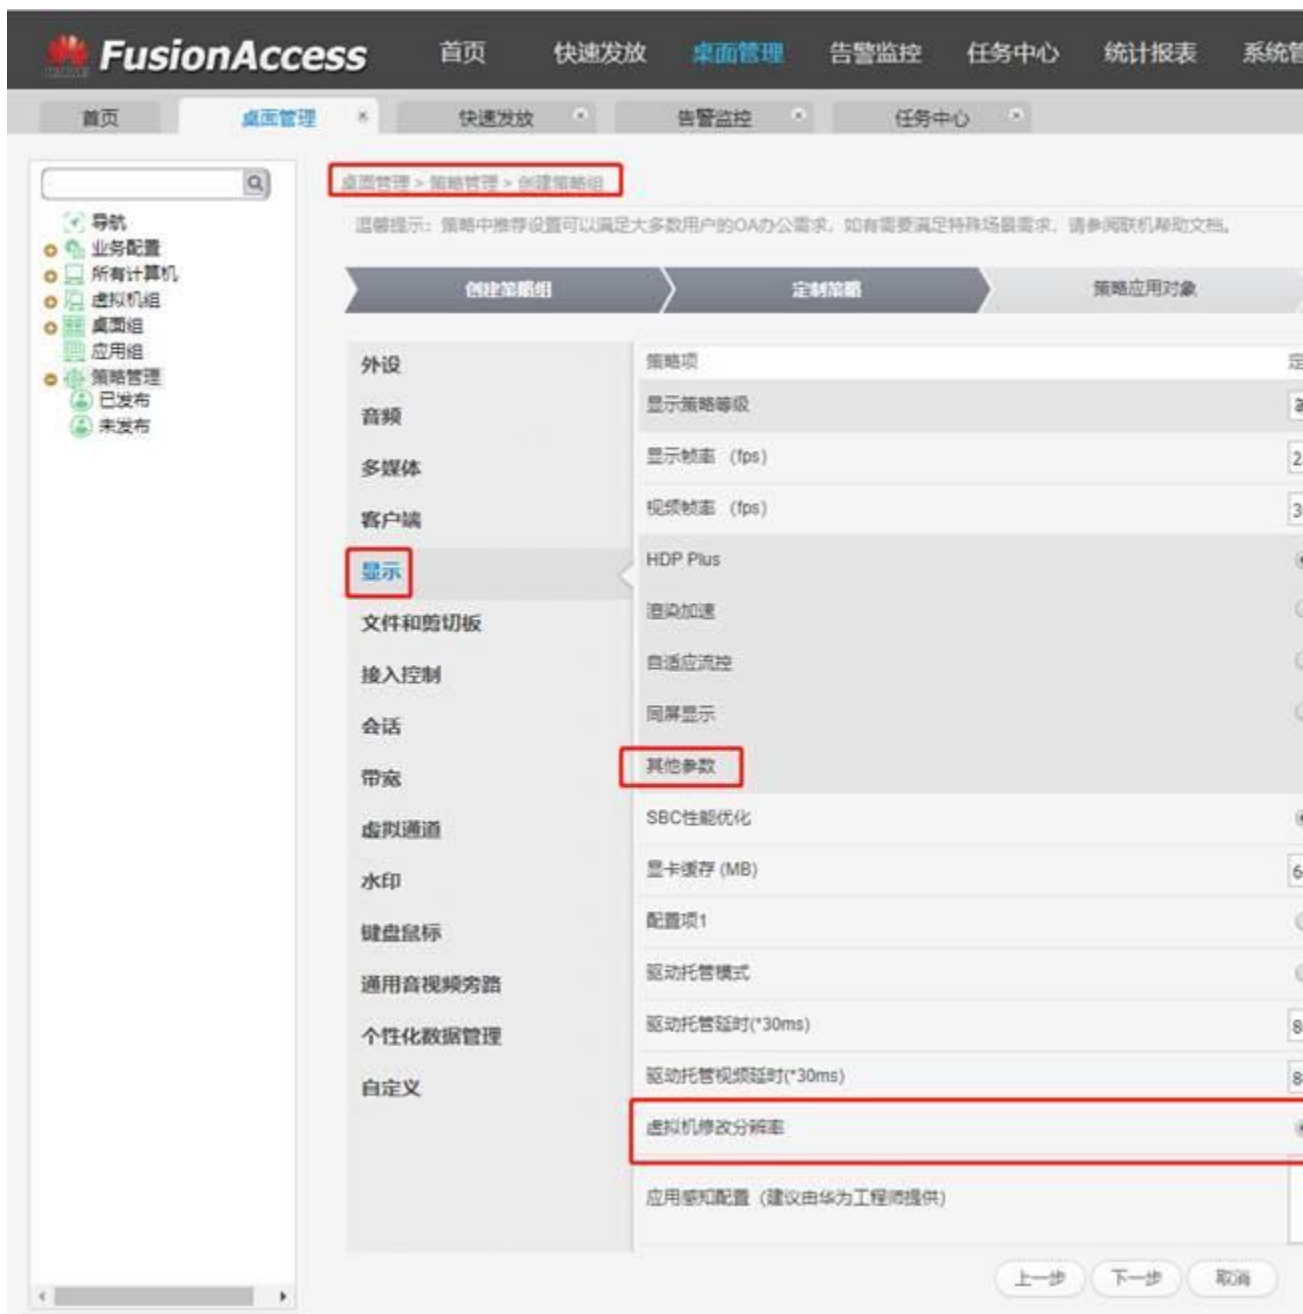 FusionAccess 首页 快速发放 桌面管理 告警监控 任务中心 统计报表 系统管
首页 桌面管理 × 快速发放 × 告警监控 × 任务中心 ×
桌面管理 > 策略管理 > 创建策略组
温馨提示：策略中推荐设置可以满足大多数用户的OA办公需求，如有需要满足特殊场景需求，请参阅联机帮助文档。
导航
业务配置
所有计算机
虚拟机组
桌面组
应用组
策略管理
已发布
未发布
创建策略组 定制策略 策略应用对象
外设
音频
多媒体
客户端
显示
文件和剪切板
接入控制
会话
带宽
虚拟通道
水印
键盘鼠标
通用音视频旁路
个性化数据管理
自定义
策略项 定
显示策略等级
显示帧率 （fps） 2
视频帧率 （fps） 3
HDP Plus
渲染加速
自适应流控
同屏显示
其他参数
SBC性能优化
显卡缓存 (MB) 6
配置项1
驱动托管模式
驱动托管延时(*30ms) 8
驱动托管视频延时(*30ms) 8
虚拟机修改分辨率
应用感知配置（建议由华为工程师提供）
上一步 下一步 取消